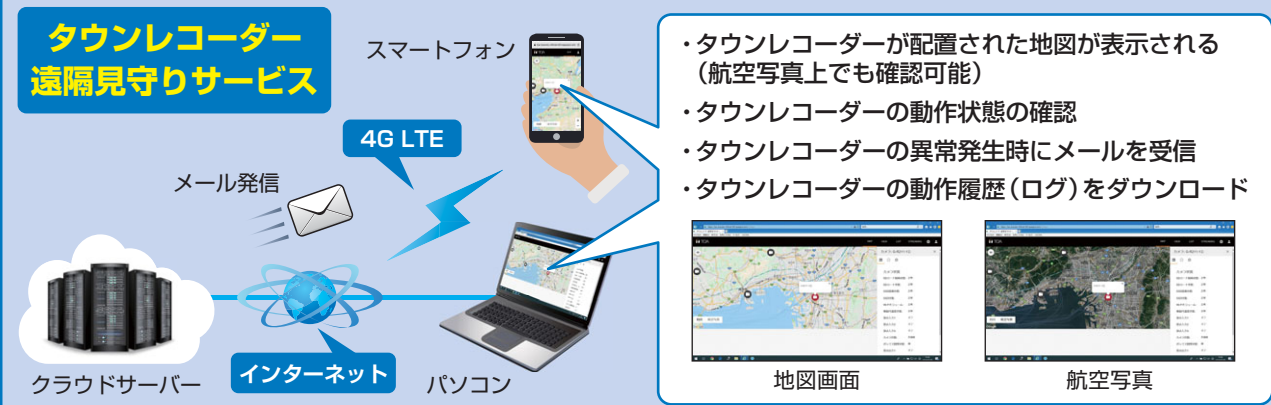 タウンレコーダー
遠隔見守りサービス
スマートフォン
4G LTE
メール発信
クラウドサーバー
インターネット
パソコン
・タウンレコーダーが配置された地図が表示される
（航空写真上でも確認可能）
・タウンレコーダーの動作状態の確認
・タウンレコーダーの異常発生時にメールを受信
・タウンレコーダーの動作履歴（ログ）をダウンロード
地図画面
航空写真